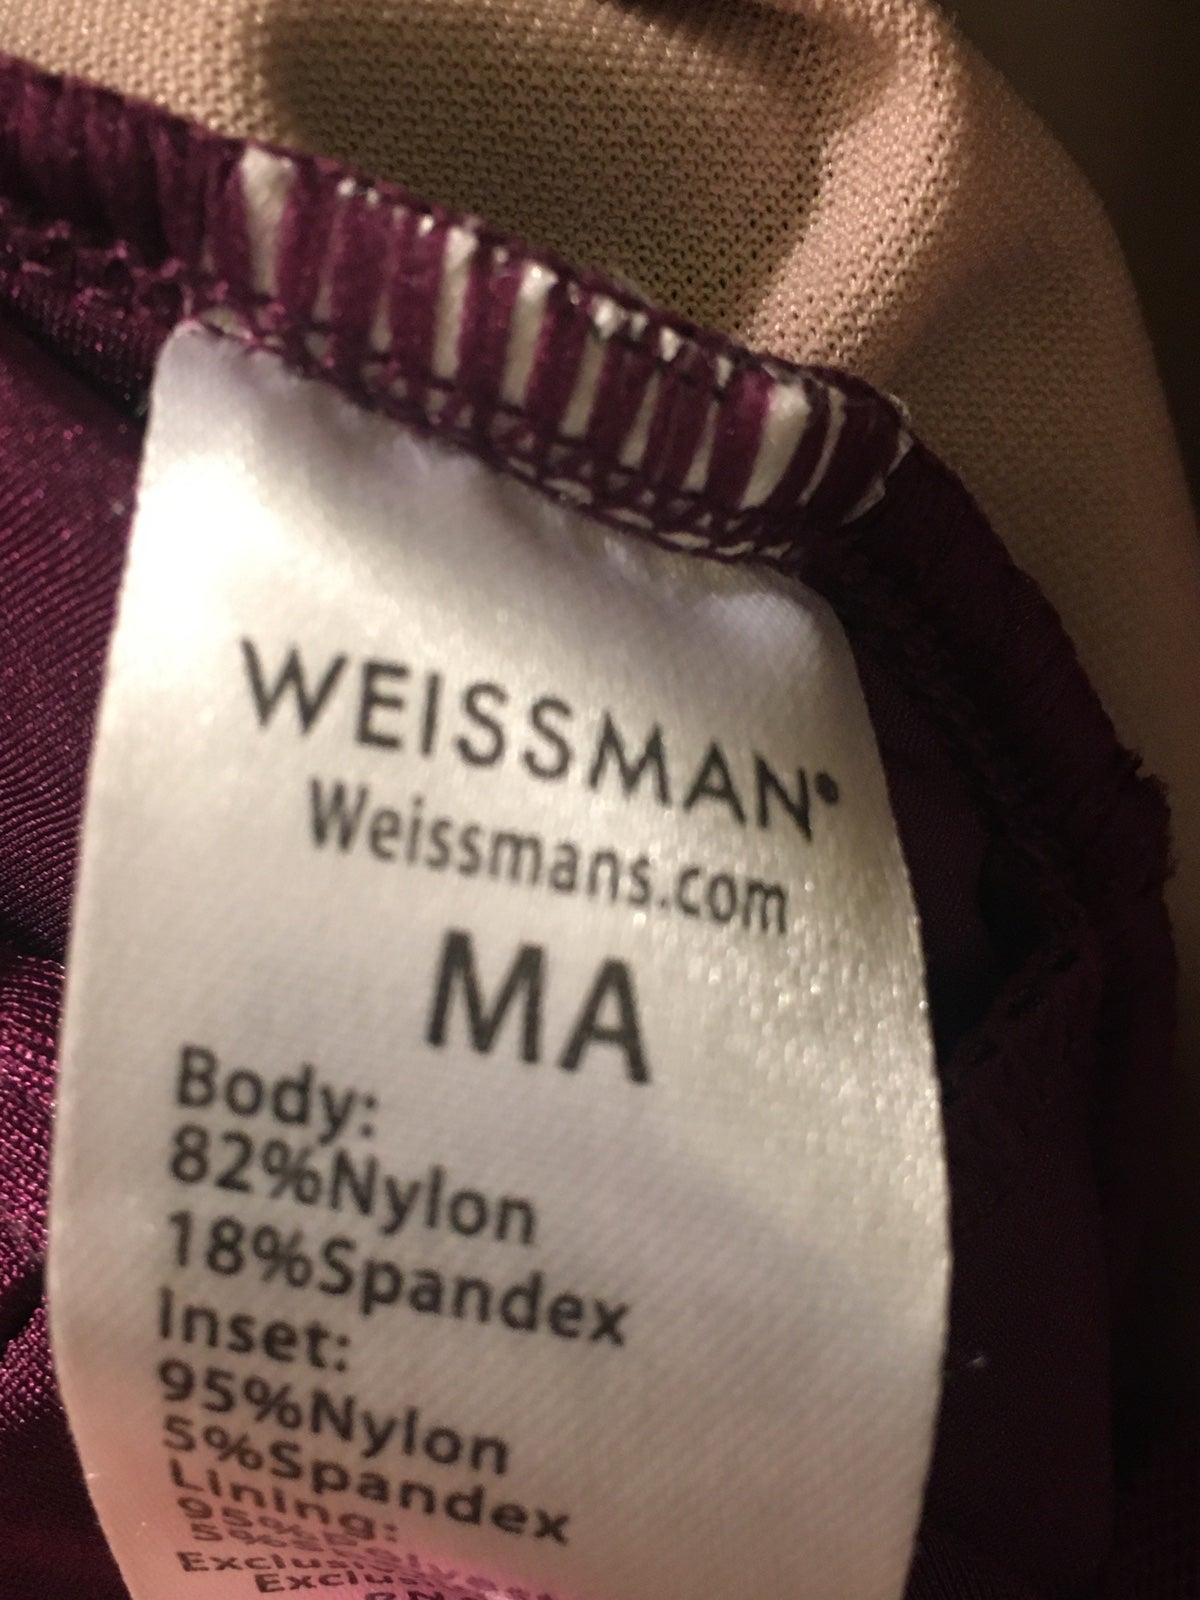 WEISSMAN
Weissmans.com
MA
Body:
82%Nylon
18%Spandex
Inset:
95%Nylon
5%Spandex
Lining: